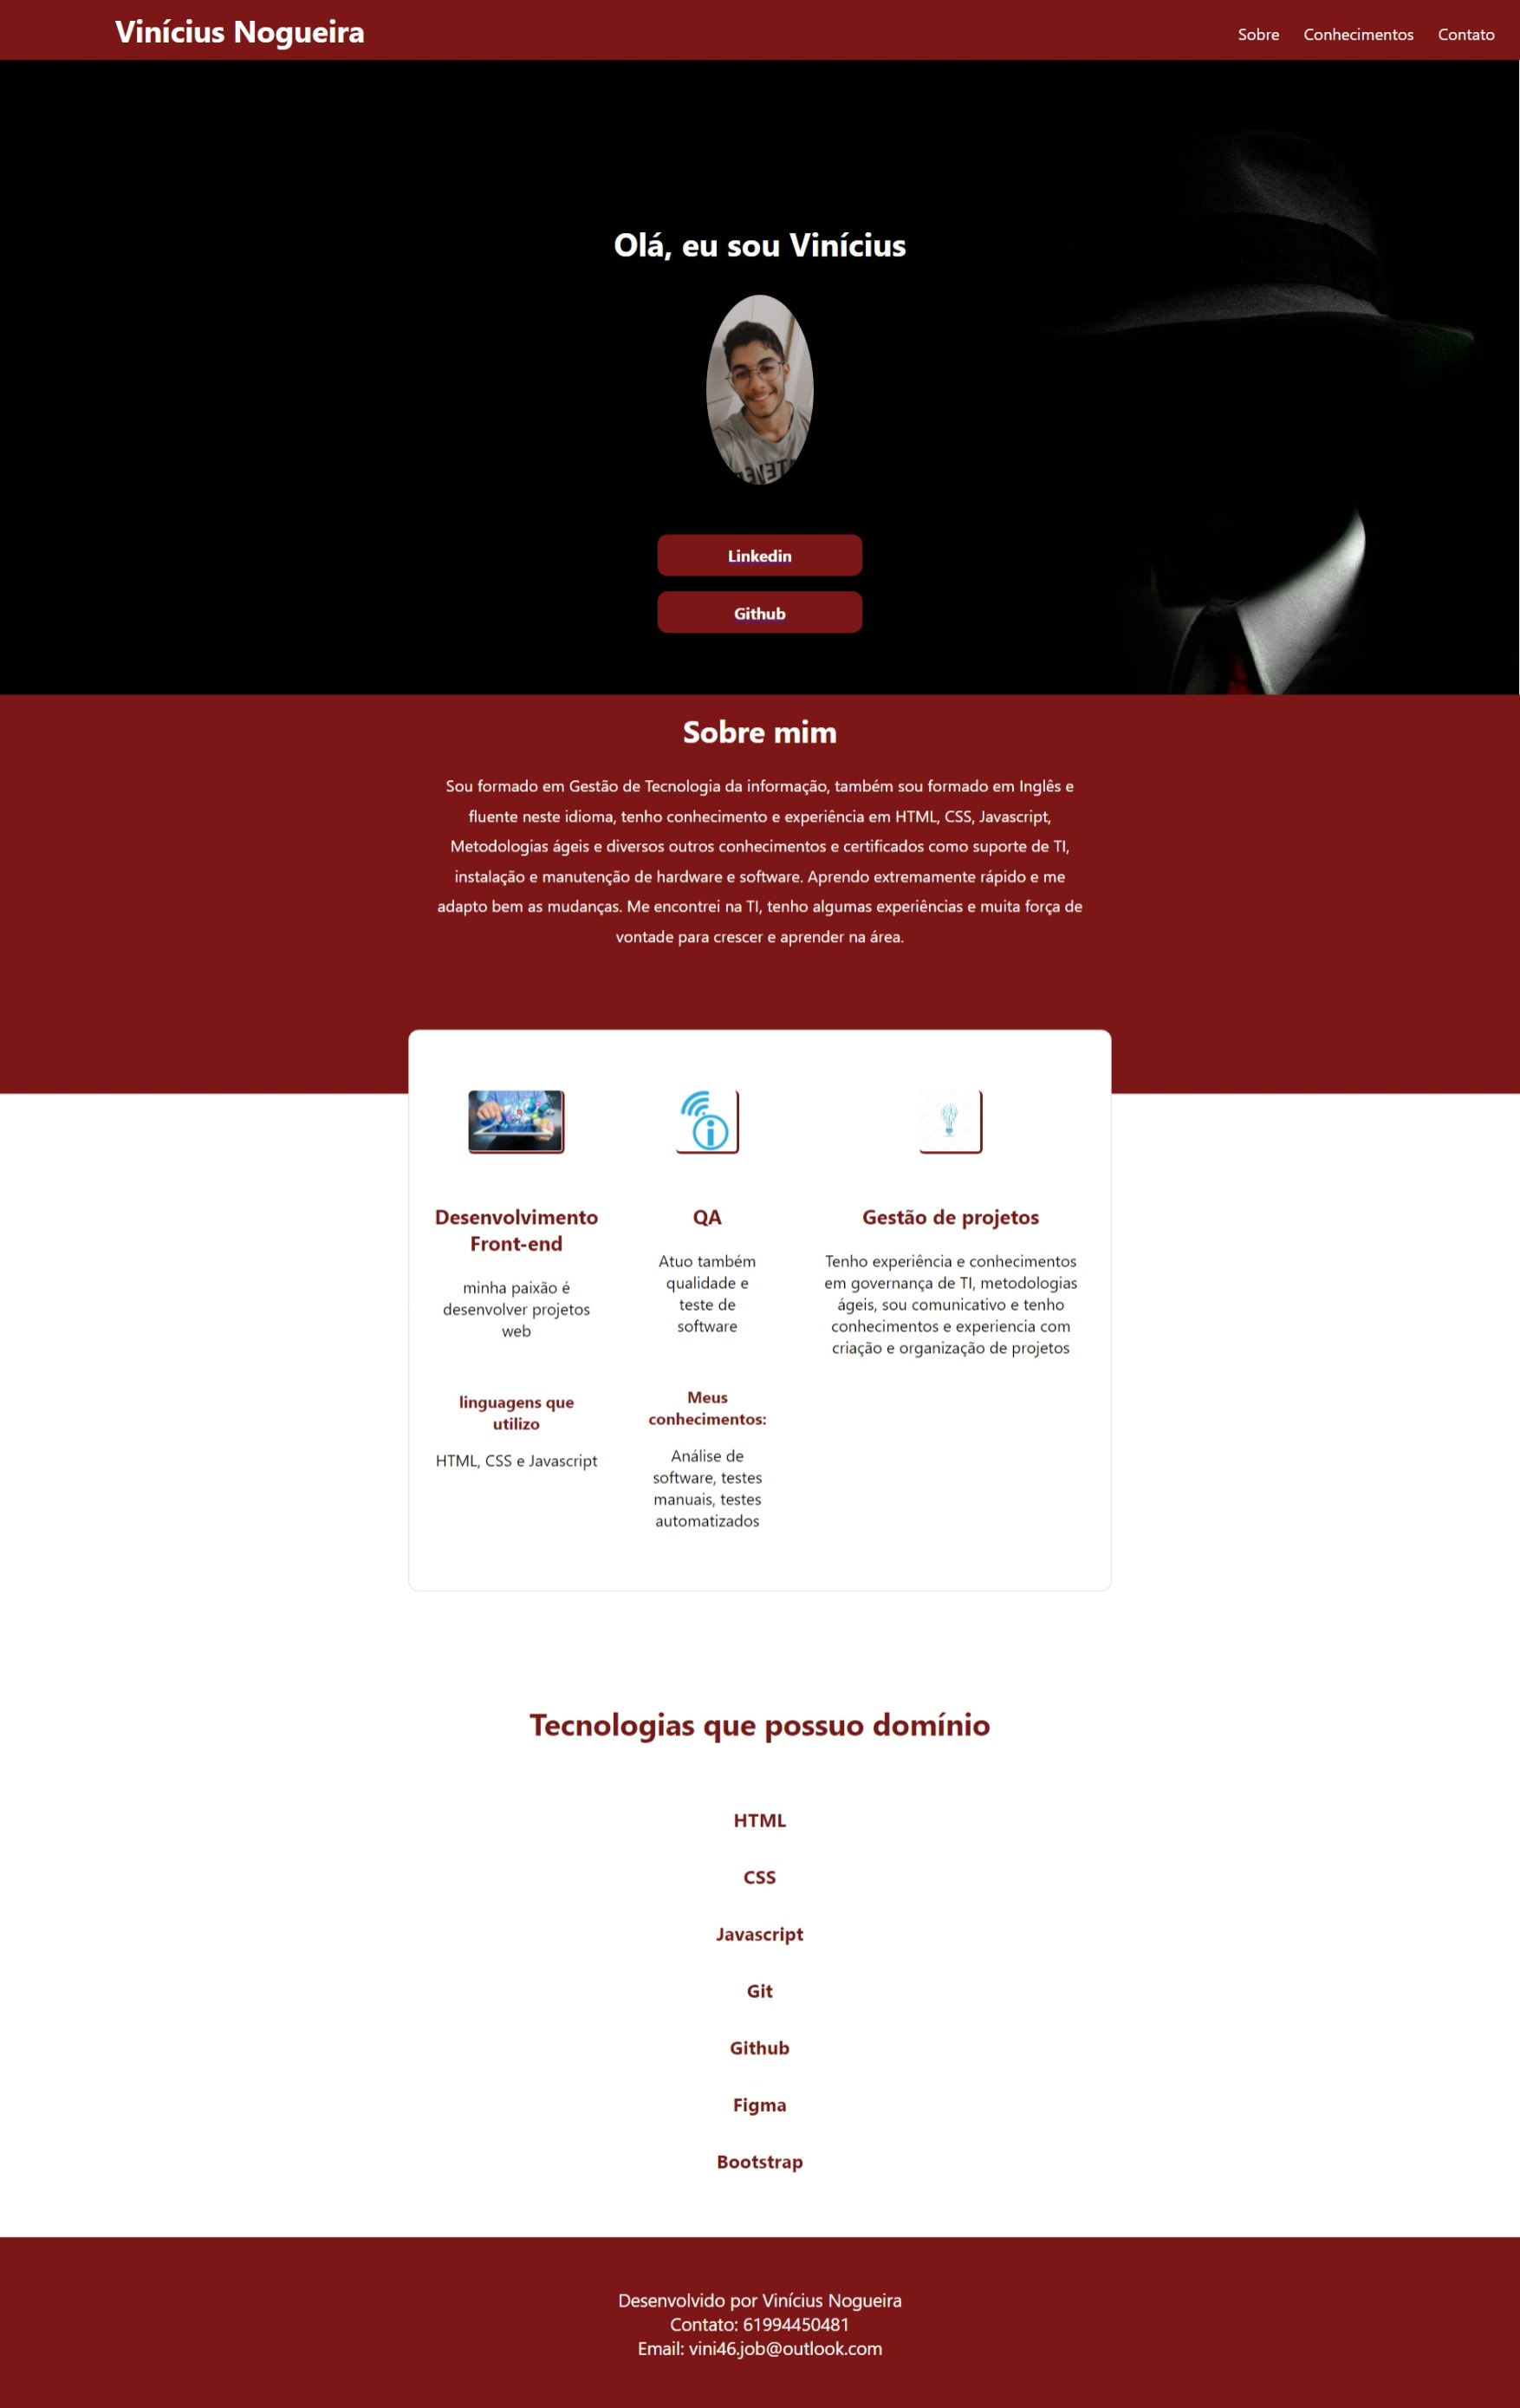 Vinícius Nogueira
Sobre
Conhecimentos
Contato
Olá, eu sou Vinícius
Linkedin
Github
Sobre mim
Sou formado em Gestão de Tecnologia da informação, também sou formado em Inglês e
fluente neste idioma, tenho conhecimento e experiência em HTML, CSS, Javascript,
Metodologias ágeis e diversos outros conhecimentos e certificados como suporte de TI,
instalação e manutenção de hardware e software. Aprendo extremamente rápido e me
adapto bem as mudanças. Me encontrei na TI, tenho algumas experiências e muita força de
vontade para crescer e aprender na área.
Desenvolvimento
Front-end
minha paixão é
desenvolver projetos
web
linguagens que
utilizo
HTML, CSS e Javascript
QA
Atuo também
qualidade e
teste de
software
Meus
conhecimentos:
Análise de
software, testes
manuais, testes
automatizados
Gestão de projetos
Tenho experiência e conhecimentos
em governança de TI, metodologias
ágeis, sou comunicativo e tenho
conhecimentos e experiencia com
criação e organização de projetos
Tecnologias que possuo domínio
HTML
CSS
Javascript
Git
Github
Figma
Bootstrap
Desenvolvido por Vinícius Nogueira
Contato: 61994450481
Email: vini46.job@outlook.com